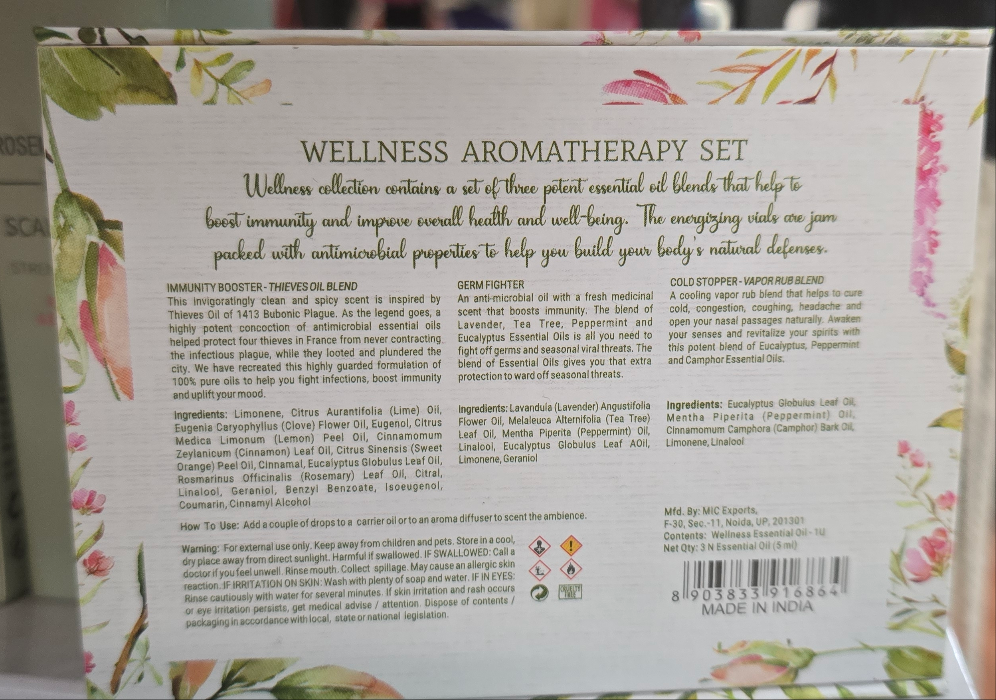 ROSE
SCA
WELLNESS AROMATHERAPY SET
Wellness collection contains a set of three potent essential oil blends that help to
boost immunity and improve overall health and well-being. The energizing vials are jam
packed with antimicrobial properties to help you build your body's natural defenses.
IMMUNITY BOOSTER - THIEVES OIL BLEND
This invigoratingly clean and spicy scent is inspired by
Thieves Oil of 1413 Bubonic Plague. As the legend goes, a
highly potent concoction of antimicrobial essential oils
helped protect four thieves in France from never contracting
the infectious plague, while they looted and plundered the
city. We have recreated this highly guarded formulation of
100% pure oils to help you fight infections, boost immunity
and uplift your mood.
Ingredients: Limonene, Citrus Aurantifolia (Lime) Oil,
Eugenia Caryophyllus (Clove) Flower Oil, Eugenol, Citrus
Medica Limonum (Lemon) Peel Oil, Cinnamomum
Zeylanicum (Cinnamon) Leaf Oil, Citrus Sinensis (Sweet
Orange) Peel Oil, Cinnamal, Eucalyptus Globulus Leaf Oil,
Rosmarinus Officinalis (Rosemary) Leaf Oil, Citral,
Linalool, Geraniol, Benzyl Benzoate, Isoeugenol,
Coumarin, Cinnamyl Alcohol
GERM FIGHTER
An anti-microbial oil with a fresh medicinal
scent that boosts immunity. The blend of
Lavender, Tea Tree, Peppermint and
Eucalyptus Essential Oils is all you need to
fight off germs and seasonal viral threats. The
blend of Essential Oils gives you that extra
protection to ward off seasonal threats.
Ingredients: Lavandula (Lavender) Angustifolia
Flower Oil, Melaleuca Alternifolia (Tea Tree)
Leaf Oil, Mentha Piperita (Peppermint) Oil,
Linalool, Eucalyptus Globulus Leaf AOil,
Limonene, Geraniol
COLD STOPPER - VAPOR RUB BLEND
A cooling vapor rub blend that helps to cure
cold, congestion, coughing, headache and
open your nasal passages naturally. Awaken
your senses and revitalize your spirits with
this potent blend of Eucalyptus, Peppermint
and Camphor Essential Oils.
Ingredients: Eucalyptus Globulus Leaf Oil,
Mentha Piperita (Peppermint) Oil,
Cinnamomum Camphora (Camphor) Bark Oil,
Limonene, Linalool
How To Use: Add a couple of drops to a carrier oil or to an aroma diffuser to scent the ambience.
Warning: For external use only. Keep away from children and pets. Store in a cool,
dry place away from direct sunlight. Harmful if swallowed. IF SWALLOWED: Call a
doctor if you feel unwell. Rinse mouth. Collect spillage. May cause an allergic skin
reaction. IF IRRITATION ON SKIN: Wash with plenty of soap and water. IF IN EYES:
Rinse cautiously with water for several minutes. If skin irritation and rash occurs
or eye irritation persists, get medical advise / attention. Dispose of contents /
packaging in accordance with local, state or national legislation.
CRUELTY
FREE
Mfd. By: MIC Exports,
F-30, Sec.-11, Noida, UP, 201301
Contents: Wellness Essential Oil - 1U
Net Qty: 3 N Essential Oil (5 ml)
8 903833 916864
MADE IN INDIA